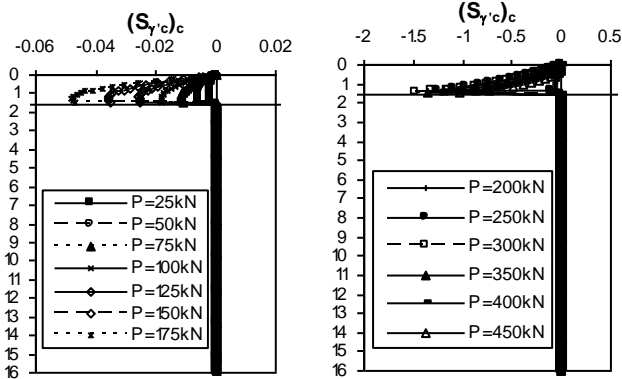 (Sγ'c)c
-0.06 -0.04 -0.02 0 0.02
0
1
2
3
4
5
6
7
8
9
10
11
12
13
14
15
16
P=25kN
P=50kN
P=75kN
P=100kN
P=125kN
P=150kN
P=175kN
(Sγ'c)c
-2 -1 -0.5 0 0.5
0
1
2
3
4
5
6
7
8
9
10
11
12
13
14
15
16
P=200kN
P=250kN
P=300kN
P=350kN
P=400kN
P=450kN